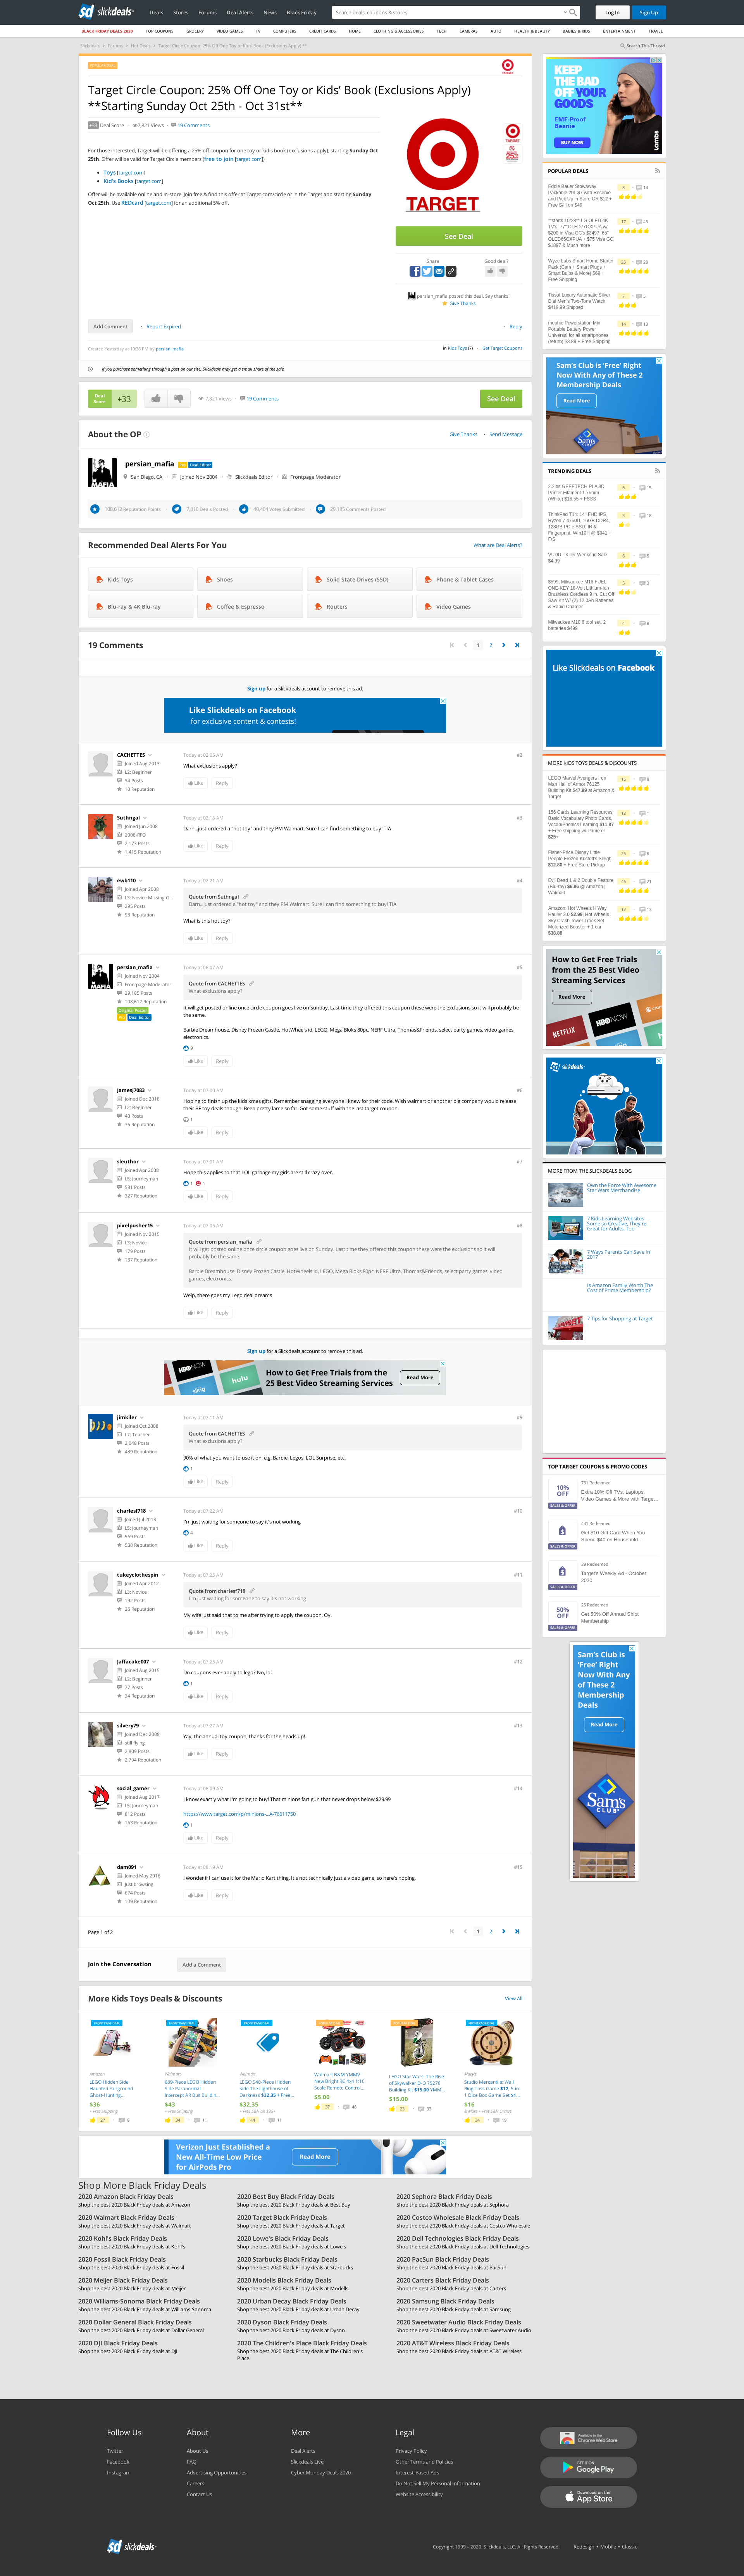 slickdeals
Deals
Stores
Forums
Deal Alerts
News
Black Friday
Search deals, coupons & stores
Log In
Sign Up
BLACK FRIDAY DEALS 2020
TOP COUPONS
GROCERY
VIDEO GAMES
TV
COMPUTERS
CREDIT CARDS
HOME
CLOTHING & ACCESSORIES
TECH
CAMERAS
AUTO
HEALTH & BEAUTY
BABIES & KIDS
ENTERTAINMENT
TRAVEL
Search This Thread
Target Circle Coupon: 25% Off One Toy or Kids' Book (Exclusions Apply)
**Starting Sunday Oct 25th - Oct 31st**
+33 Deal Score
7,821 Views
19 Comments
For those interested, Target will be offering a 25% off coupon for one toy or kid's book (exclusions apply), starting Sunday Oct
25th. Offer will be valid for Target Circle members (free to join [target.com])
Toys [target.com]
Kid's Books [target.com]
Offer will be available online and in-store. Join free & find this offer at Target.com/circle or in the Target app starting Sunday
Oct 25th. Use REDcard [target.com] for an additional 5% off.
TARGET
See Deal
Share
Good deal?
persian_mafia posted this deal. Say thanks!
Give Thanks
Add Comment
Report Expired
Reply
Created Yesterday at 10:36 PM by persian_mafia
in Kids Toys (7)
Get Target Coupons
If you purchase something through a post on our site, Slickdeals may get a small share of the sale.
Deal Score
+33
7,821 Views
19 Comments
See Deal
About the OP
Give Thanks
Send Message
persian_mafia Pro Deal Editor
San Diego, CA
Joined Nov 2004
Slickdeals Editor
Frontpage Moderator
108,612 Reputation Points
7,810 Deals Posted
40,404 Votes Submitted
29,185 Comments Posted
Recommended Deal Alerts For You
What are Deal Alerts?
Kids Toys
Shoes
Solid State Drives (SSD)
Phone & Tablet Cases
Blu-ray & 4K Blu-ray
Coffee & Espresso
Routers
Video Games
19 Comments
1
2
Sign up for a Slickdeals account to remove this ad.
Like Slickdeals on Facebook
for exclusive content & contests!
CACHETTES
Joined Aug 2013
L2: Beginner
34 Posts
10 Reputation
Today at 02:05 AM
#2
What exclusions apply?
Like
Reply
Suthngal
Joined Jun 2008
2008-RFD
2,173 Posts
1,415 Reputation
Today at 02:13 AM
#3
Darn...just ordered a "hot toy" and they PM Walmart. Sure I can find something to buy! TIA
Like
Reply
ewb110
Joined Apr 2008
L3: Novice Missing G...
295 Posts
93 Reputation
Today at 02:21 AM
#4
Quote from Suthngal
Darn...just ordered a "hot toy" and they PM Walmart. Sure I can find something to buy! TIA
What is this hot toy?
Like
Reply
persian_mafia
Joined Nov 2004
Frontpage Moderator
29,185 Posts
108,612 Reputation
Original Poster
Pro Deal Editor
Today at 06:07 AM
#5
Quote from CACHETTES
What exclusions apply?
It will get posted online once circle coupon goes live on Sunday. Last time they offered this coupon these were the exclusions so it will probably be
the same.
Barbie Dreamhouse, Disney Frozen Castle, HotWheels id, LEGO, Mega Bloks 80pc, NERF Ultra, Thomas&Friends, select party games, video games,
electronics.
9
Like
Reply
JamesJ7083
Joined Dec 2018
L2: Beginner
40 Posts
36 Reputation
Today at 07:00 AM
#6
Hoping to finish up the kids xmas gifts. Remember snagging everyone I knew for their code. Wish walmart or another big company would release
their BF toy deals though. Been pretty lame so far. Got some stuff with the last target coupon.
1
Like
Reply
sleuthor
Joined Apr 2008
L5: Journeyman
581 Posts
327 Reputation
Today at 07:01 AM
#7
Hope this applies to that LOL garbage my girls are still crazy over.
1
1
Like
Reply
pixelpusher15
Joined Nov 2015
L3: Novice
179 Posts
137 Reputation
Today at 07:05 AM
#8
Quote from persian_mafia
It will get posted online once circle coupon goes live on Sunday. Last time they offered this coupon these were the exclusions so it will
probably be the same.
Barbie Dreamhouse, Disney Frozen Castle, HotWheels id, LEGO, Mega Bloks 80pc, NERF Ultra, Thomas&Friends, select party games, video
games, electronics.
Welp, there goes my Lego deal dreams
Like
Reply
Sign up for a Slickdeals account to remove this ad.
How to Get Free Trials from the
25 Best Video Streaming Services
Read More
jimkiler
Joined Oct 2008
L7: Teacher
2,048 Posts
489 Reputation
Today at 07:11 AM
#9
Quote from CACHETTES
What exclusions apply?
90% of what you want to use it on, e.g. Barbie, Legos, LOL Surprise, etc.
1
Like
Reply
charlesf718
Joined Jul 2013
L5: Journeyman
569 Posts
538 Reputation
Today at 07:22 AM
#10
I'm just waiting for someone to say it's not working
4
Like
Reply
tukeyclothespin
Joined Apr 2012
L3: Novice
192 Posts
26 Reputation
Today at 07:25 AM
#11
Quote from charlesf718
I'm just waiting for someone to say it's not working
My wife just said that to me after trying to apply the coupon. Oy.
Like
Reply
Jaffacake007
Joined Aug 2015
L2: Beginner
77 Posts
34 Reputation
Today at 07:25 AM
#12
Do coupons ever apply to lego? No, lol.
1
Like
Reply
silvery79
Joined Dec 2008
still flying
2,809 Posts
2,794 Reputation
Today at 07:27 AM
#13
Yay, the annual toy coupon, thanks for the heads up!
Like
Reply
social_gamer
Joined Aug 2017
L5: Journeyman
812 Posts
163 Reputation
Today at 08:09 AM
#14
I know exactly what I'm going to buy! That minions fart gun that never drops below $29.99
https://www.target.com/p/minions-...A-76611750
1
Like
Reply
dam091
Joined May 2016
Just browsing
674 Posts
109 Reputation
Today at 08:19 AM
#15
I wonder if I can use it for the Mario Kart thing. It's not technically just a video game, so here's hoping.
Like
Reply
Page 1 of 2
1
2
Join the Conversation
Add a Comment
More Kids Toys Deals & Discounts
View All
Amazon
LEGO Hidden Side
Haunted Fairground
Ghost-Hunting...
$36
+ Free Shipping
27
8
Walmart
689-Piece LEGO Hidden
Side Paranormal
Intercept AR Bus Buildin...
$43
+ Free Shipping
34
11
Walmart
LEGO 540-Piece Hidden
Side The Lighthouse of
Darkness $32.35 + Free...
$32.35
+ Free S&H on $35+
44
11
Walmart B&M YMMV
New Bright RC 4x4 1:10
Scale Remote Control...
$5.00
37
48
LEGO Star Wars: The Rise
of Skywalker D-O 75278
Building Kit $15.00 YMM...
$15.00
23
33
Macy's
Studio Mercantile: Wall
Ring Toss Game $12, 5-in-
1 Dice Box Game Set $1...
$16
& More + Free S&H Orders
34
19
Verizon Just Established a
New All-Time Low Price
for AirPods Pro
Read More
Shop More Black Friday Deals
2020 Amazon Black Friday Deals
Shop the best 2020 Black Friday deals at Amazon
2020 Best Buy Black Friday Deals
Shop the best 2020 Black Friday deals at Best Buy
2020 Sephora Black Friday Deals
Shop the best 2020 Black Friday deals at Sephora
2020 Walmart Black Friday Deals
Shop the best 2020 Black Friday deals at Walmart
2020 Target Black Friday Deals
Shop the best 2020 Black Friday deals at Target
2020 Costco Wholesale Black Friday Deals
Shop the best 2020 Black Friday deals at Costco Wholesale
2020 Kohl's Black Friday Deals
Shop the best 2020 Black Friday deals at Kohl's
2020 Lowe's Black Friday Deals
Shop the best 2020 Black Friday deals at Lowe's
2020 Dell Technologies Black Friday Deals
Shop the best 2020 Black Friday deals at Dell Technologies
2020 Fossil Black Friday Deals
Shop the best 2020 Black Friday deals at Fossil
2020 Starbucks Black Friday Deals
Shop the best 2020 Black Friday deals at Starbucks
2020 PacSun Black Friday Deals
Shop the best 2020 Black Friday deals at PacSun
2020 Meijer Black Friday Deals
Shop the best 2020 Black Friday deals at Meijer
2020 Modells Black Friday Deals
Shop the best 2020 Black Friday deals at Modells
2020 Carters Black Friday Deals
Shop the best 2020 Black Friday deals at Carters
2020 Williams-Sonoma Black Friday Deals
Shop the best 2020 Black Friday deals at Williams-Sonoma
2020 Urban Decay Black Friday Deals
Shop the best 2020 Black Friday deals at Urban Decay
2020 Samsung Black Friday Deals
Shop the best 2020 Black Friday deals at Samsung
2020 Dollar General Black Friday Deals
Shop the best 2020 Black Friday deals at Dollar General
2020 Dyson Black Friday Deals
Shop the best 2020 Black Friday deals at Dyson
2020 Sweetwater Audio Black Friday Deals
Shop the best 2020 Black Friday deals at Sweetwater Audio
2020 DJI Black Friday Deals
Shop the best 2020 Black Friday deals at DJI
2020 The Children's Place Black Friday Deals
Shop the best 2020 Black Friday deals at The Children's
Place
2020 AT&T Wireless Black Friday Deals
Shop the best 2020 Black Friday deals at AT&T Wireless
KEEP THE
BAD
OFF YOUR
GOODS
EMF-Proof
Beanie
BUY NOW
Lambs
POPULAR DEALS
Eddie Bauer Stowaway
Packable 20L $7 with Reserve
and Pick Up in Store OR $12 +
Free S/H on $49
8
14
**starts 10/26** LG OLED 4K
TV's: 77" OLED77CXPUA w/
$200 in Visa GC's $3497, 65"
OLED65CXPUA + $75 Visa GC
$1697 & Much more
17
43
Wyze Labs Smart Home Starter
Pack (Cam + Smart Plugs +
Smart Bulbs & More) $69 +
Free Shipping
26
26
Tissot Luxury Automatic Silver
Dial Men's Two-Tone Watch
$419.99 Shipped
7
5
mophie Powerstation Mini
Portable Battery Power
Universal for all smartphones
(refurb) $3.69 + Free Shipping
14
13
Sam's Club is 'Free' Right
Now With Any of These 2
Membership Deals
Read More
Sam's CLUB
TRENDING DEALS
2.2lbs GEEETECH PLA 3D
Printer Filament 1.75mm
(White) $16.55 + FSSS
6
15
ThinkPad T14: 14" FHD IPS,
Ryzen 7 4750U, 16GB DDR4,
128GB PCIe SSD, IR &
Fingerprint, Win10H @ $941 +
F/S
3
18
VUDU - Killer Weekend Sale
$4.99
6
5
$599, Milwaukee M18 FUEL
ONE-KEY 18-Volt Lithium-Ion
Brushless Cordless 9 in. Cut Off
Saw Kit W/ (2) 12.0Ah Batteries
& Rapid Charger
5
3
Milwaukee M18 6 tool set, 2
batteries $499
4
8
Like Slickdeals on Facebook
MORE KIDS TOYS DEALS & DISCOUNTS
LEGO Marvel Avengers Iron
Man Hall of Armor 76125
Building Kit $47.99 at Amazon &
Target
15
8
156 Cards Learning Resources
Basic Vocabulary Photo Cards,
Vocab/Phonics Learning $11.87
+ Free shipping w/ Prime or
$25+
12
1
Fisher-Price Disney Little
People Frozen Kristoff's Sleigh
$12.80 + Free Store Pickup
26
8
Evil Dead 1 & 2 Double Feature
(Blu-ray) $6.96 @ Amazon |
Walmart
46
21
Amazon: Hot Wheels HiWay
Hauler 3.0 $2.99| Hot Wheels
Sky Crash Tower Track Set
Motorized Booster + 1 car
$38.88
12
13
How to Get Free Trials
from the 25 Best Video
Streaming Services
Read More
NETFLIX
HBO NOW
slickdeals
MORE FROM THE SLICKDEALS BLOG
Own the Force With Awesome
Star Wars Merchandise
7 Kids Learning Websites --
Some so Creative, They're
Great for Adults, Too
7 Ways Parents Can Save in
2017
Is Amazon Family Worth The
Cost of Prime Membership?
7 Tips for Shopping at Target
TOP TARGET COUPONS & PROMO CODES
10%
OFF
SALES & OFFER
731 Redeemed
Extra 10% Off TVs, Laptops,
Video Games & More with Targe...
SALES & OFFER
441 Redeemed
Get $10 Gift Card When You
Spend $40 on Household...
SALES & OFFER
39 Redeemed
Target's Weekly Ad - October
2020
50%
OFF
SALES & OFFER
25 Redeemed
Get 50% Off Annual Shipt
Membership
Sam's Club is
'Free' Right
Now With Any
of These 2
Membership
Deals
Read More
Sam's CLUB
Follow Us
Twitter
Facebook
Instagram
About
About Us
FAQ
Advertising Opportunities
Careers
Contact Us
More
Deal Alerts
Slickdeals Live
Cyber Monday Deals 2020
Legal
Privacy Policy
Other Terms and Policies
Interest-Based Ads
Do Not Sell My Personal Information
Website Accessibility
Available in the
Chrome Web Store
GET IT ON
Google Play
Download on the
App Store
slickdeals
Copyright 1999 - 2020. Slickdeals, LLC. All Rights Reserved.
Redesign • Mobile • Classic